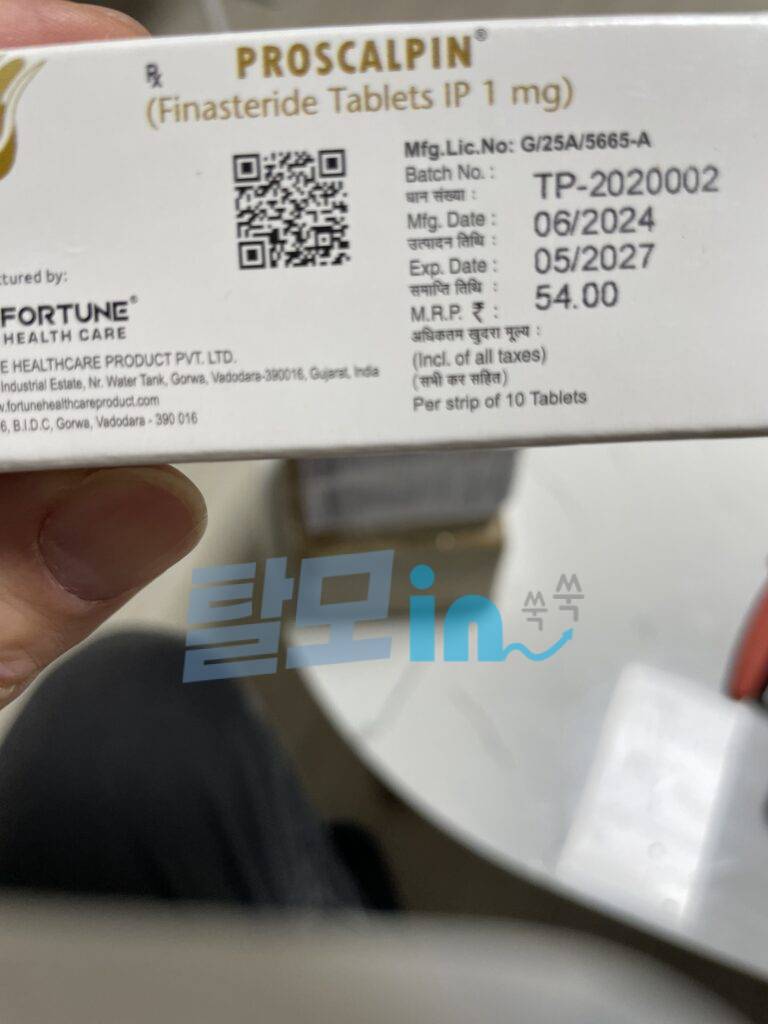 ℞ PROSCALPIN®
(Finasteride Tablets IP 1 mg)
Mfg.Lic.No: G/25A/5665-A
Batch No. : TP-2020002
धान संख्या :
Mfg. Date : 06/2024
उत्पादन तिथि :
Exp. Date : 05/2027
समाप्ति तिथि :
M.R.P. ₹ : 54.00
अधिकतम खुदरा मूल्य :
(Incl. of all taxes)
(सभी कर सहित)
Per strip of 10 Tablets
tured by:
FORTUNE®
HEALTH CARE
E HEALTHCARE PRODUCT PVT. LTD.
Industrial Estate, Nr. Water Tank, Gorwa, Vadodara-390016, Gujarat, India
.fortunehealthcareproduct.com
6, B.I.D.C, Gorwa, Vadodara - 390 016
탈모in 쑥쑥